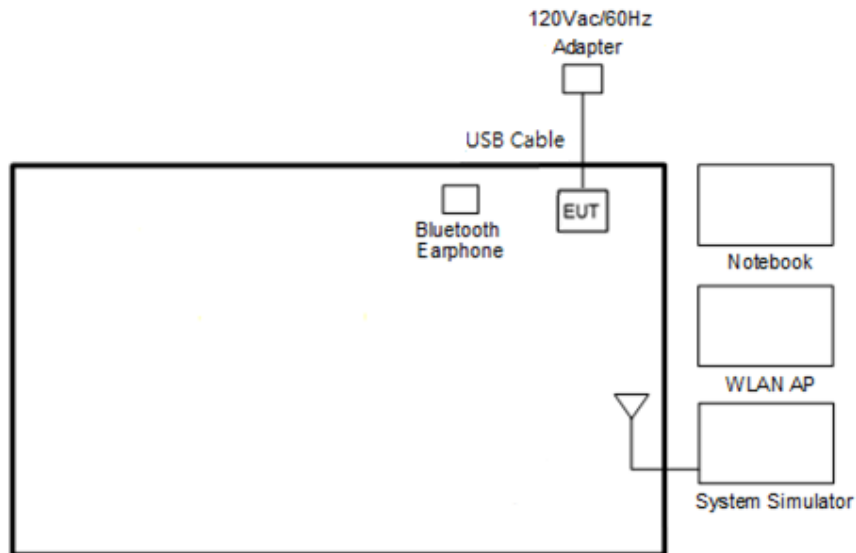 120Vac/60Hz
Adapter
USB Cable
EUT
Bluetooth
Earphone
Notebook
WLAN AP
System Simulator